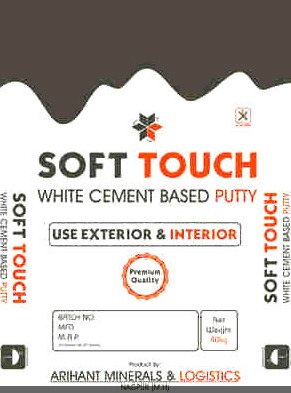 SOFT TOUCH
WHITE CEMENT BASED PUTTY
USE EXTERIOR & INTERIOR
Premium
Quality
BATCH NO.
MFD.
M.R.P.
Net
Weight
40kg
Product By:
ARIHANT MINERALS & LOGISTICS
NAGPUR (M.H)
SOFT TOUCH
WHITE CEMENT BASED PUTTY
SOFT TOUCH
WHITE CEMENT BASED PUTTY